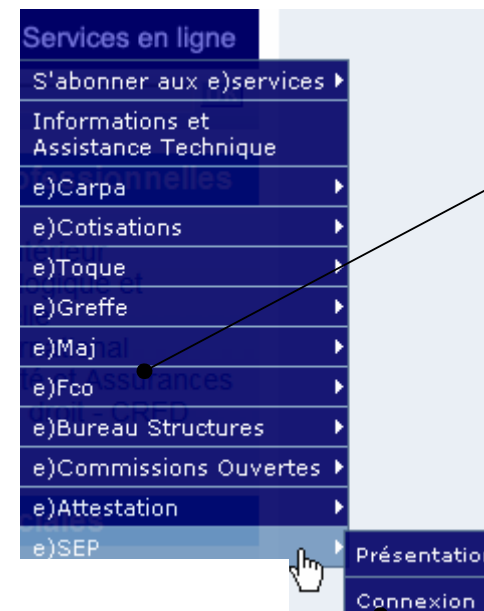 Services en ligne
S'abonner aux e)services
Informations et
Assistance Technique
e)Carpa
e)Cotisations
e)Toque
e)Greffe
e)Maj
e)Fco
e)Bureau Structures
e)Commissions Ouvertes
e)Attestation
e)SEP
Présentation
Connexion